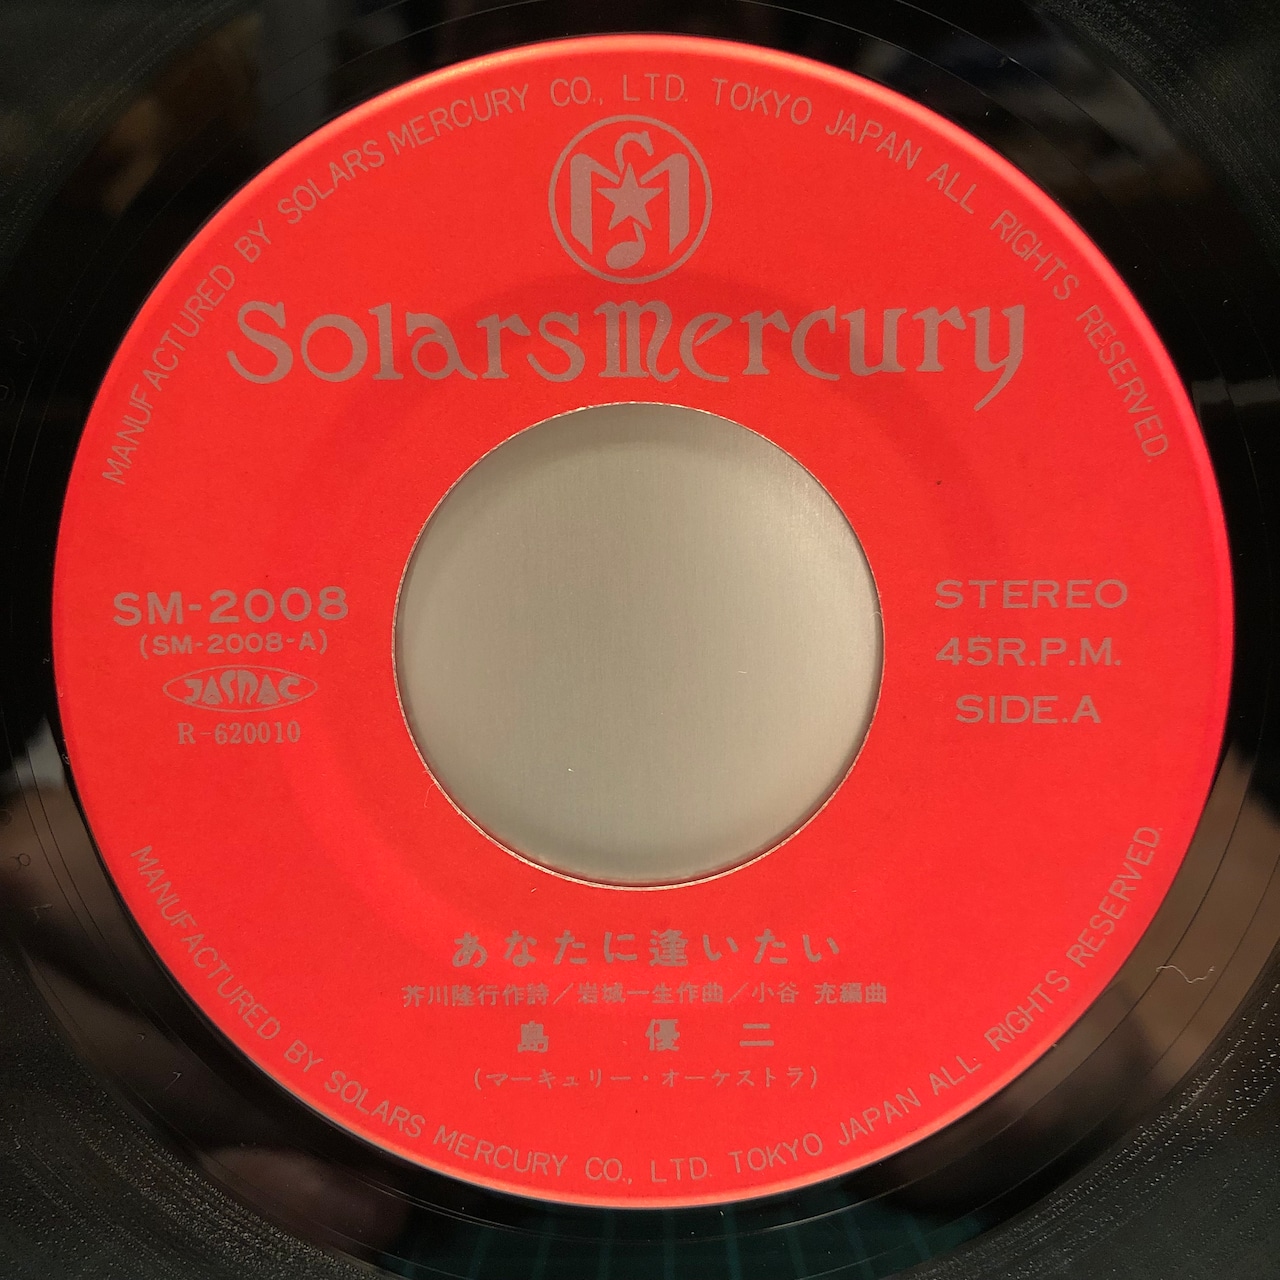 MANUFACTURED BY SOLARS MERCURY CO., LTD. TOKYO JAPAN ALL RIGHTS RESERVED.
SolarsMercury
SM-2008
(SM-2008-A)
JASRAC
R-620010
STEREO
45R.P.M.
SIDE.A
あなたに逢いたい
芥川隆行作詩／岩城一生作曲／小谷 充編曲
島 優二
(マーキュリー・オーケストラ)
MANUFACTURED BY SOLARS MERCURY CO., LTD. TOKYO JAPAN ALL RIGHTS RESERVED.